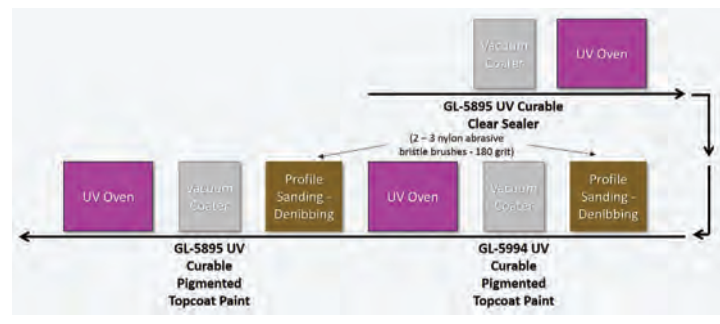 Vacuum
Coater
UV Oven
GL-5895 UV Curable
Clear Sealer
(2 – 3 nylon abrasive
bristle brushes - 180 grit)
UV Oven
Vacuum
Coater
Profile
Sanding -
Denibbing
UV Oven
Vacuum
Coater
Profile
Sanding -
Denibbing
GL-5895 UV
Curable
Pigmented
Topcoat Paint
GL-5994 UV
Curable
Pigmented
Topcoat Paint